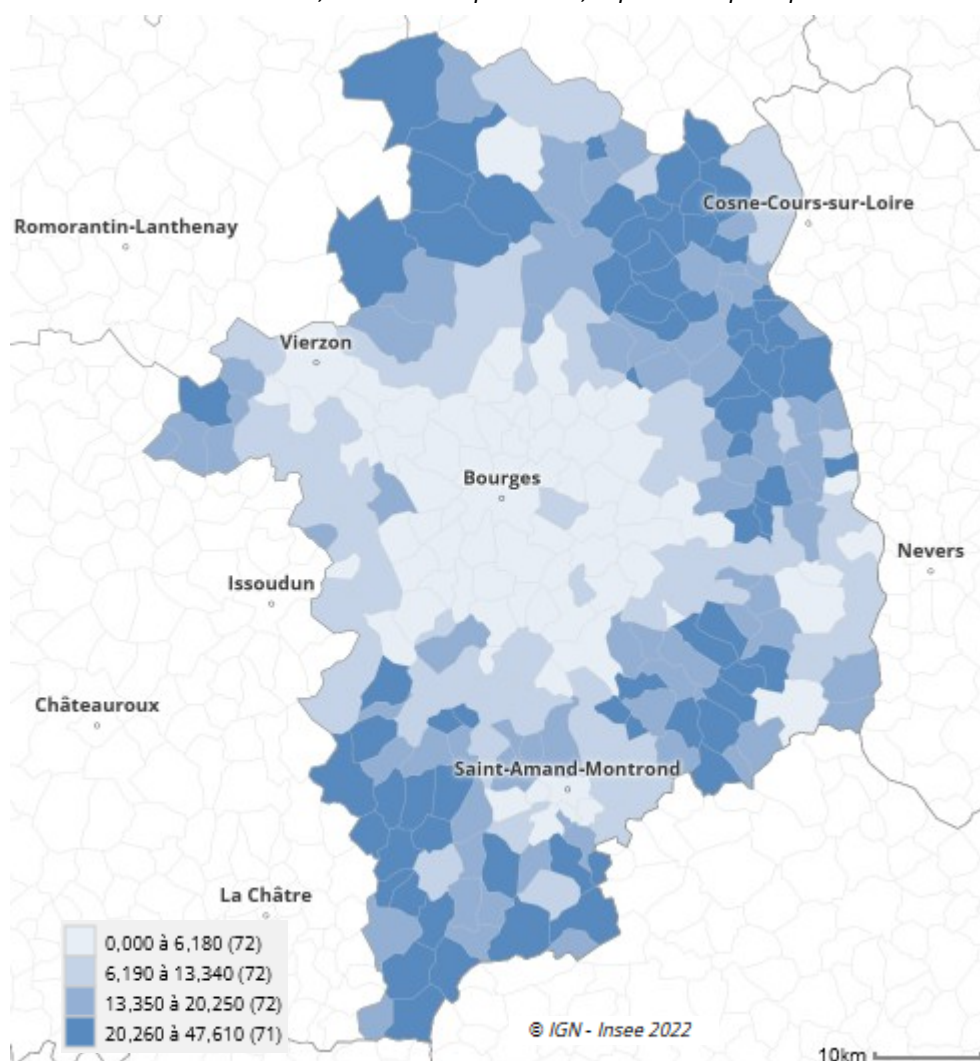 Cosne-Cours-sur-Loire
Romorantin-Lanthenay
Vierzon
Bourges
Nevers
Issoudun
Châteauroux
Saint-Amand-Montrond
La Châtre
0,000 à 6,180 (72)
6,190 à 13,340 (72)
13,350 à 20,250 (72)
20,260 à 47,610 (71)
© IGN - Insee 2022
10km